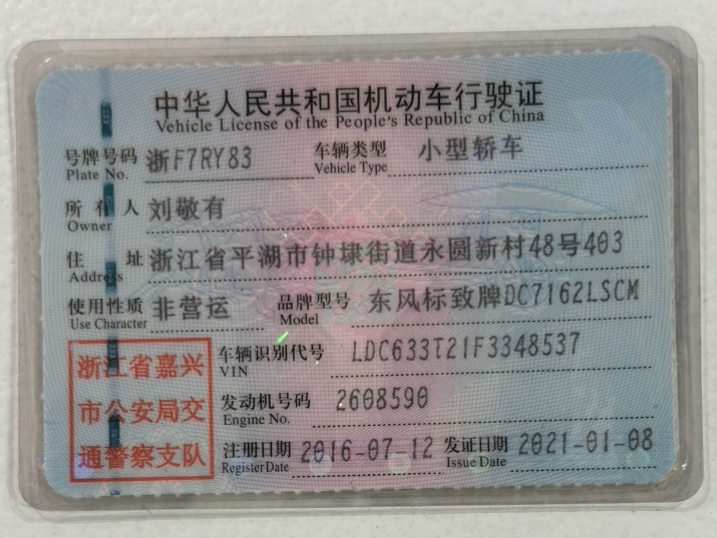 中华人民共和国机动车行驶证
Vehicle License of the People's Republic of China
号牌号码 浙F7RY83 车辆类型 小型轿车
Plate No. Vehicle Type
所有人 刘敬有
Owner
住址 浙江省平湖市钟埭街道永圆新村48号403
Address
使用性质 非营运 品牌型号 东风标致牌DC7162LSCM
Use Character Model
浙江省嘉兴
市公安局交
通警察支队
车辆识别代号 LDC633T21F3348537
VIN
发动机号码 2608590
Engine No.
注册日期 2016-07-12 发证日期 2021-01-08
Register Date Issue Date